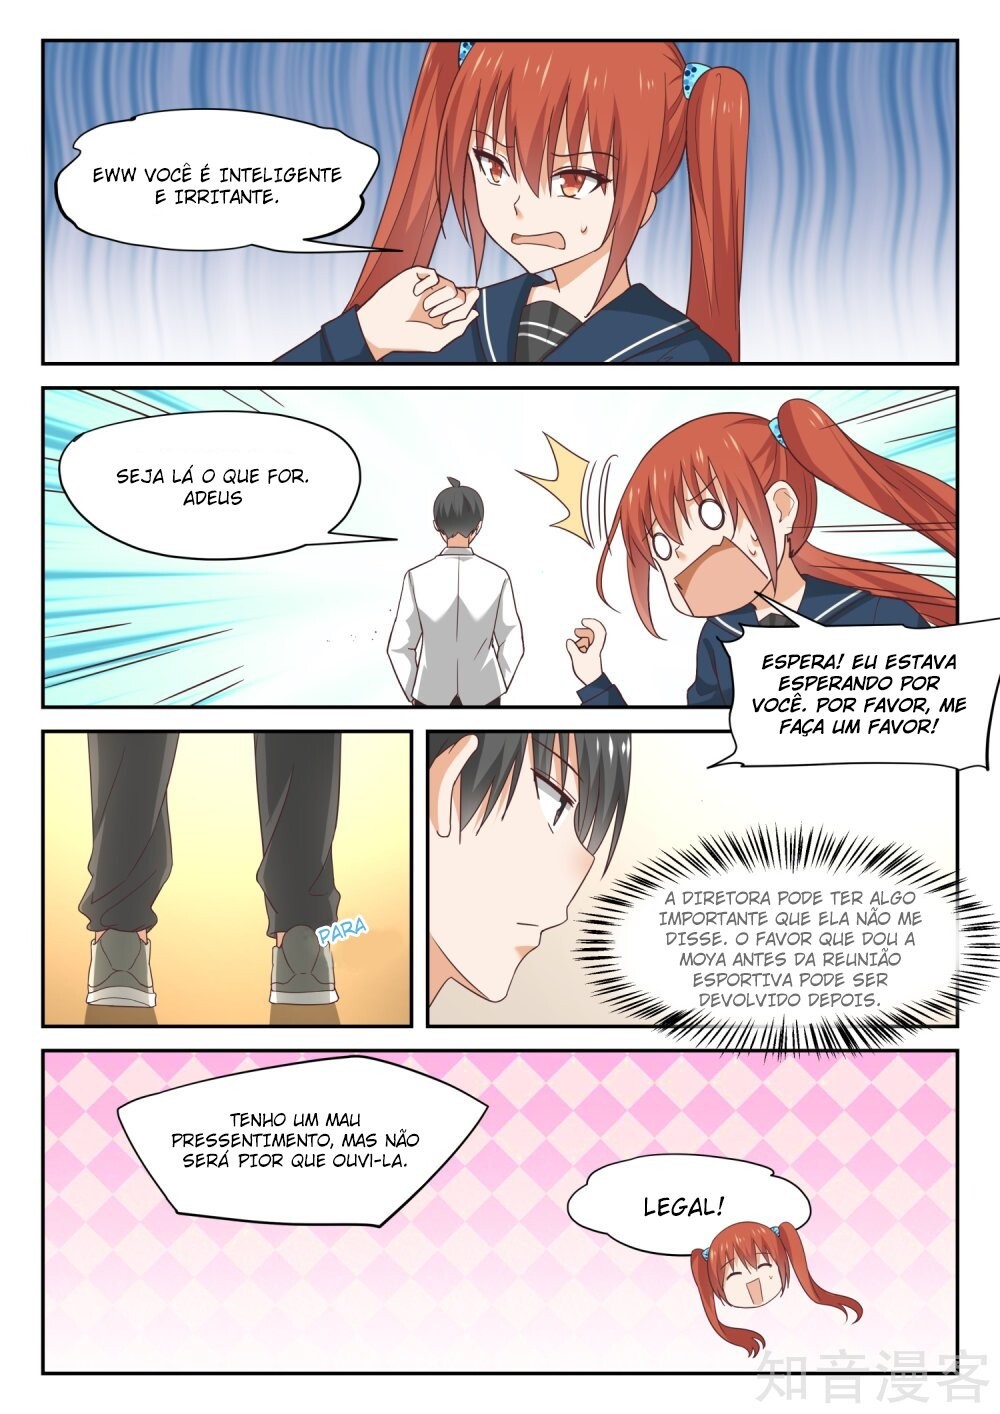 EWW VOCÊ É INTELIGENTE
E IRRITANTE.
SEJA LÁ O QUE FOR.
ADEUS
ESPERA! EU ESTAVA
ESPERANDO POR
VOCÊ. POR FAVOR, ME
FAÇA UM FAVOR!
PARA
A DIRETORA PODE TER ALGO
IMPORTANTE QUE ELA NÃO ME
DISSE. O FAVOR QUE DOU A
MOYA ANTES DA REUNIÃO
ESPORTIVA PODE SER
DEVOLVIDO DEPOIS.
TENHO UM MAU
PRESSENTIMENTO, MAS NÃO
SERÁ PIOR QUE OUVI-LA.
LEGAL!
知音漫客